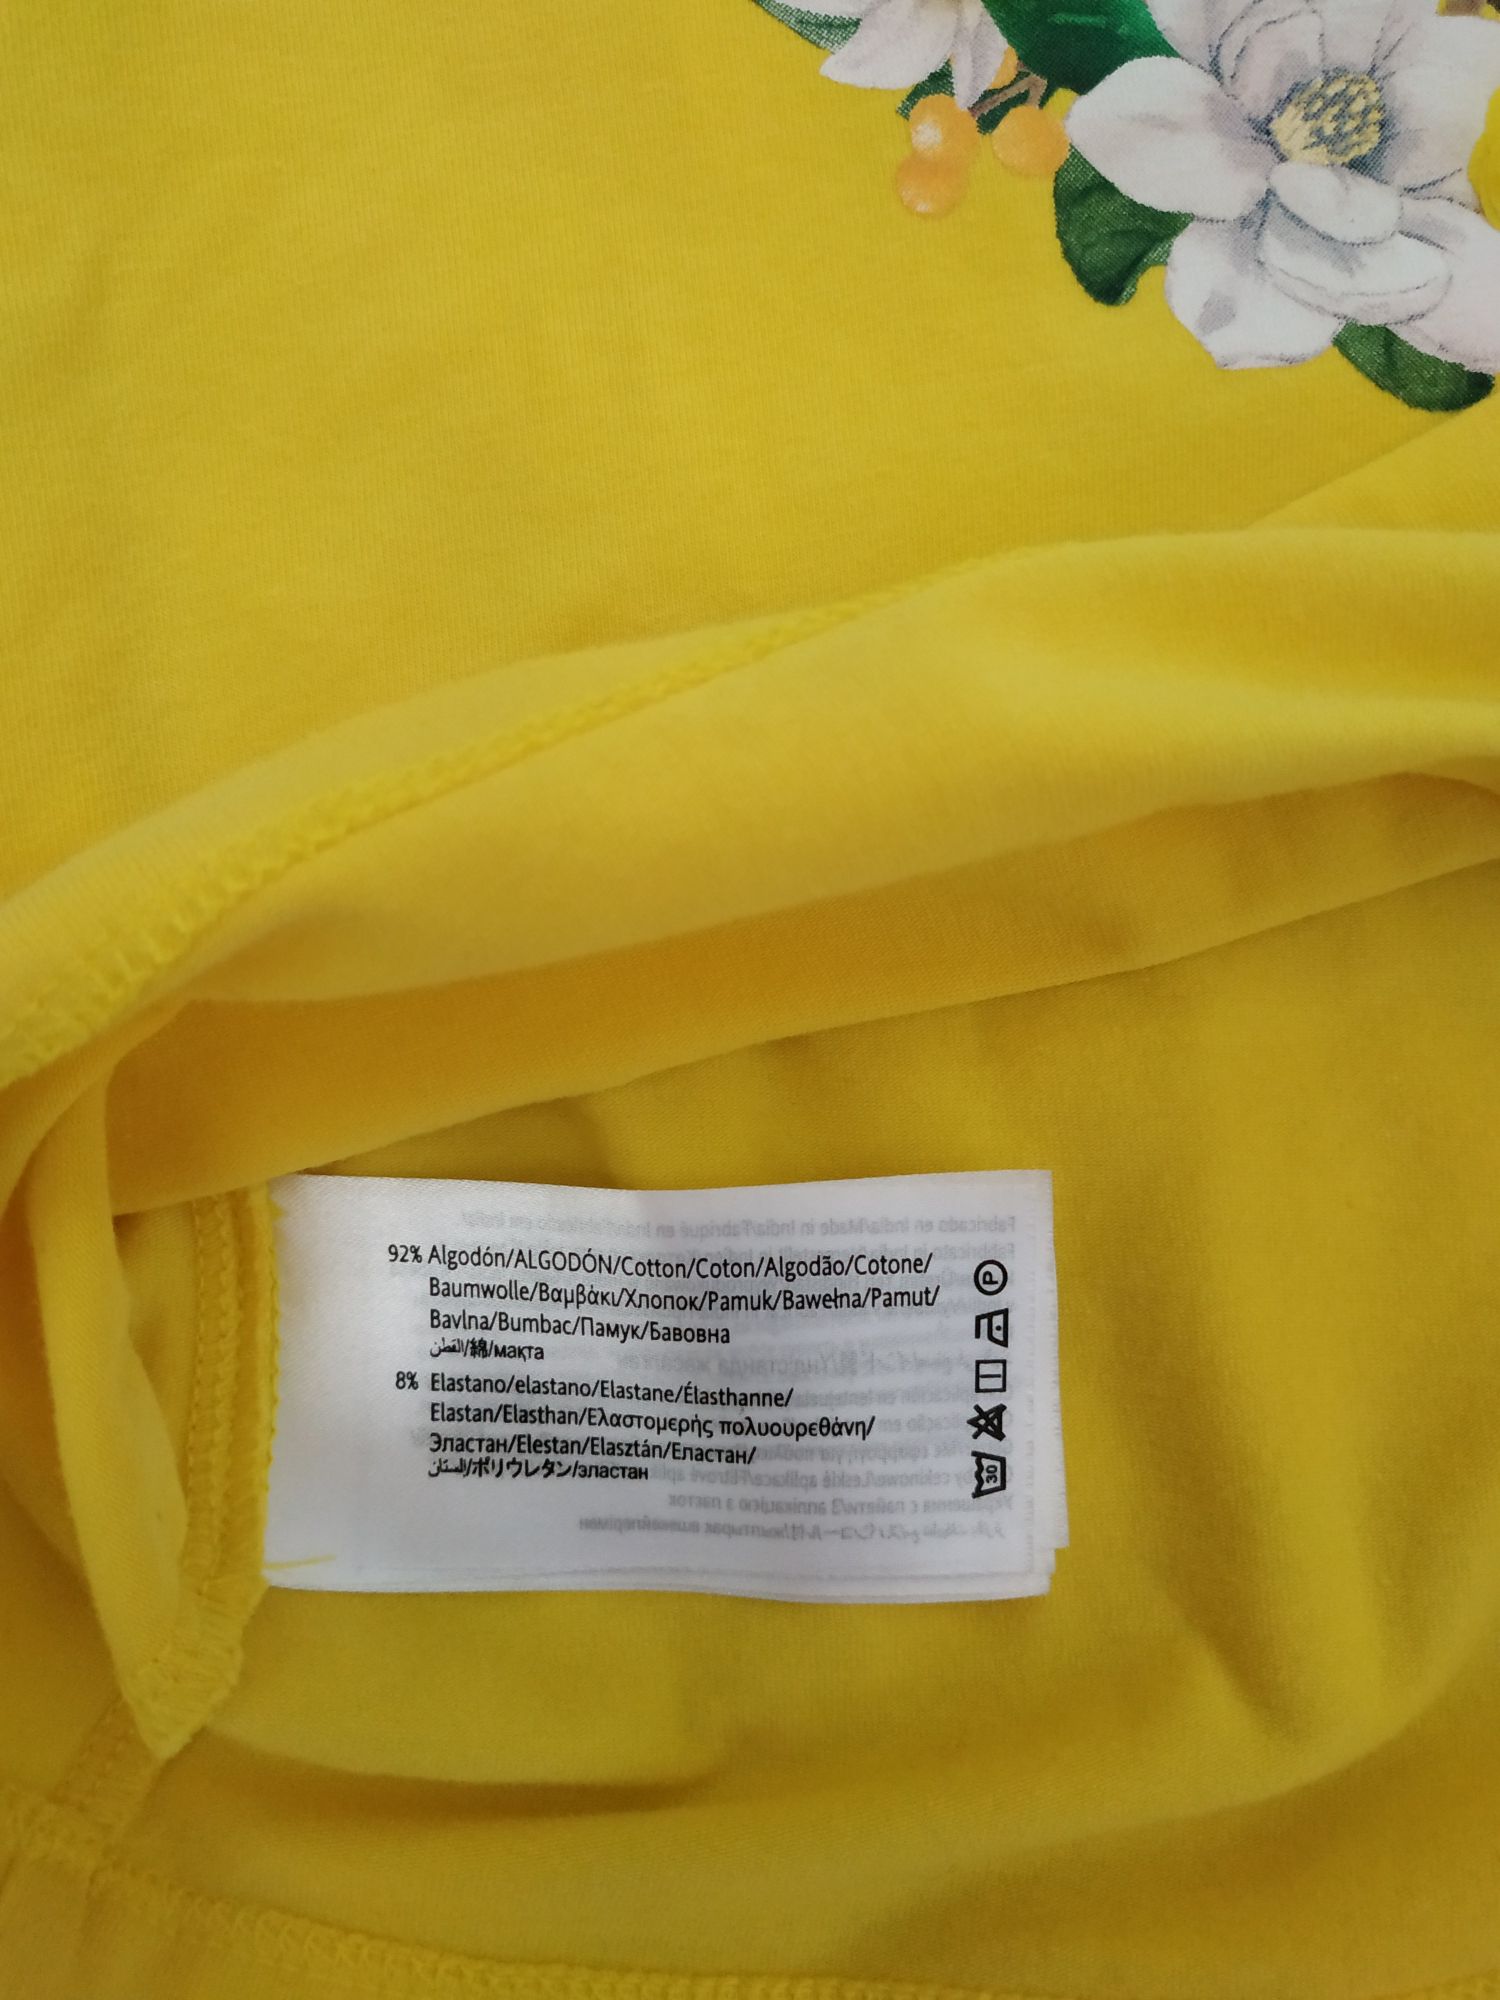 92% Algodón/ALGODÓN/Cotton/Coton/Algodão/Cotone/
Baumwolle/Βαμβάκι/Хлопок/Pamuk/Bawełna/Pamut/
Bavlna/Bumbac/Памук/Бавовна
القطن/綿/мақта
8% Elastano/elastano/Elastane/Élasthanne/
Elastan/Elasthan/Ελαστομερής πολυουρεθάνη/
Эластан/Elestan/Elasztán/Еластан/
إلستان/ポリウレタン/эластан
P
30